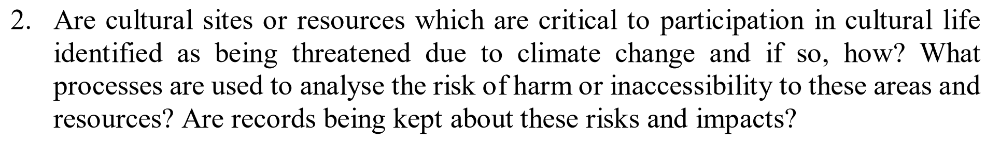 2. Are cultural sites or resources which are critical to participation in cultural life
identified as being threatened due to climate change and if so, how? What
processes are used to analyse the risk of harm or inaccessibility to these areas and
resources? Are records being kept about these risks and impacts?